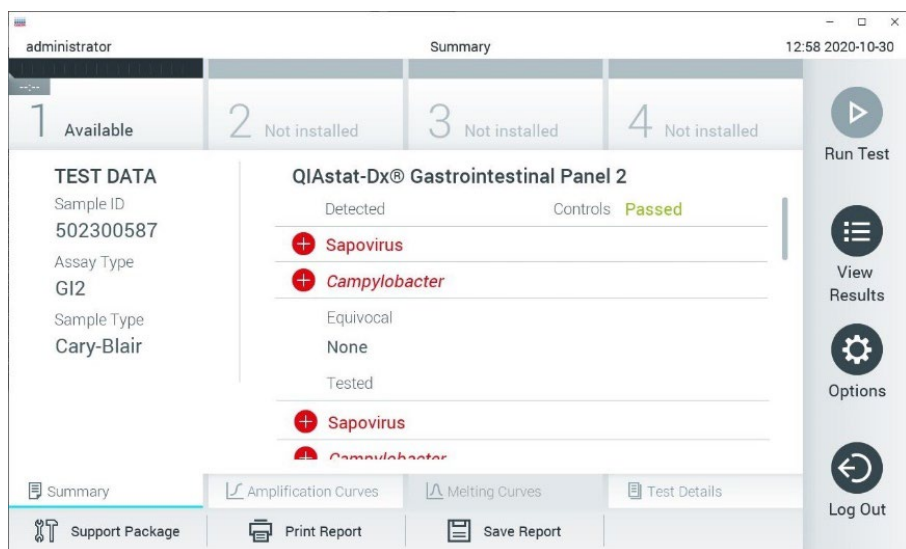 administrator
Summary
12:58 2020-10-30
--:--
1 Available
2 Not installed
3 Not installed
4 Not installed
Run Test
View
Results
Options
Log Out
TEST DATA
Sample ID
502300587
Assay Type
GI2
Sample Type
Cary-Blair
QIAstat-Dx® Gastrointestinal Panel 2
Detected
Controls Passed
Sapovirus
Campylobacter
Equivocal
None
Tested
Sapovirus
Campylobacter
Summary
Amplification Curves
Melting Curves
Test Details
Support Package
Print Report
Save Report